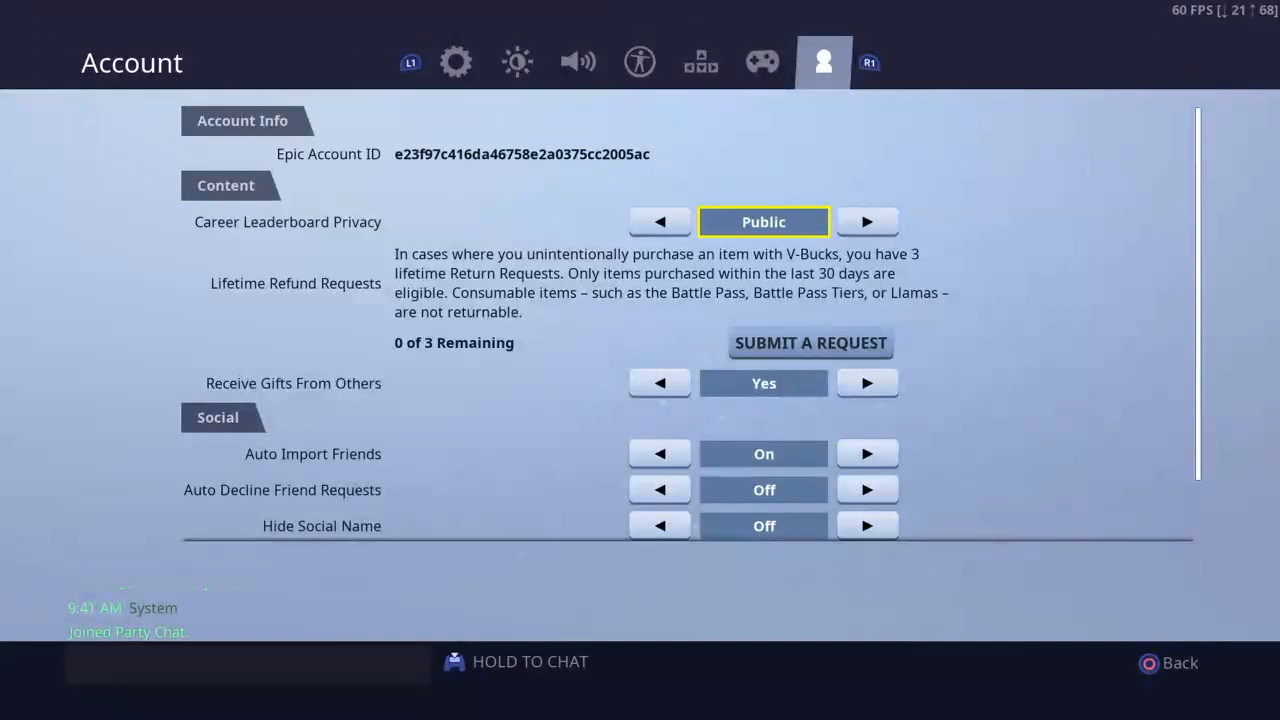 60 FPS [↓ 21 ↑ 68]
Account
L1
R1
Account Info
Epic Account ID e23f97c416da46758e2a0375cc2005ac
Content
Career Leaderboard Privacy ◄ Public ►
In cases where you unintentionally purchase an item with V-Bucks, you have 3
lifetime Return Requests. Only items purchased within the last 30 days are
Lifetime Refund Requests
eligible. Consumable items – such as the Battle Pass, Battle Pass Tiers, or Llamas –
are not returnable.
0 of 3 Remaining SUBMIT A REQUEST
Receive Gifts From Others ◄ Yes ►
Social
Auto Import Friends ◄ On ►
Auto Decline Friend Requests ◄ Off ►
Hide Social Name ◄ Off ►
9:41 AM System
Joined Party Chat.
HOLD TO CHAT
Back